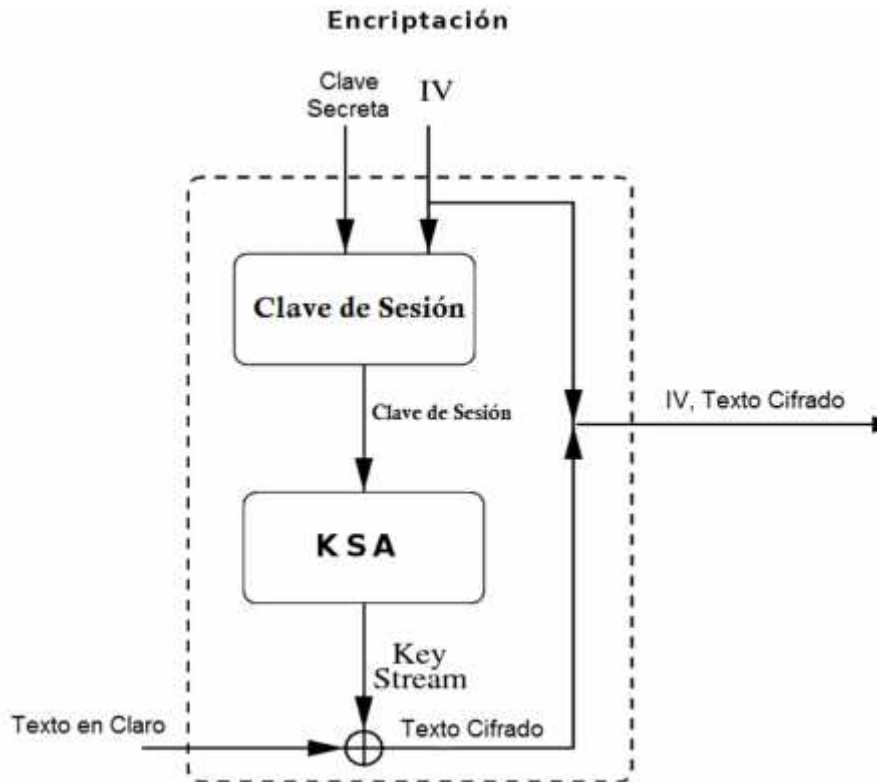 Encriptación
Clave
Secreta
IV
Clave de Sesión
Clave de Sesión
IV, Texto Cifrado
KSA
Key
Stream
Texto en Claro
Texto Cifrado